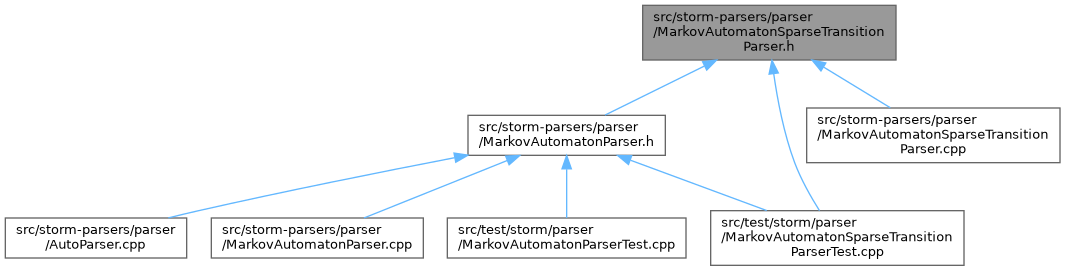 src/storm-parsers/parser
/MarkovAutomatonSparseTransition
Parser.h
src/storm-parsers/parser
/MarkovAutomatonParser.h
src/storm-parsers/parser
/MarkovAutomatonSparseTransition
Parser.cpp
src/storm-parsers/parser
/AutoParser.cpp
src/storm-parsers/parser
/MarkovAutomatonParser.cpp
src/test/storm/parser
/MarkovAutomatonParserTest.cpp
src/test/storm/parser
/MarkovAutomatonSparseTransition
ParserTest.cpp